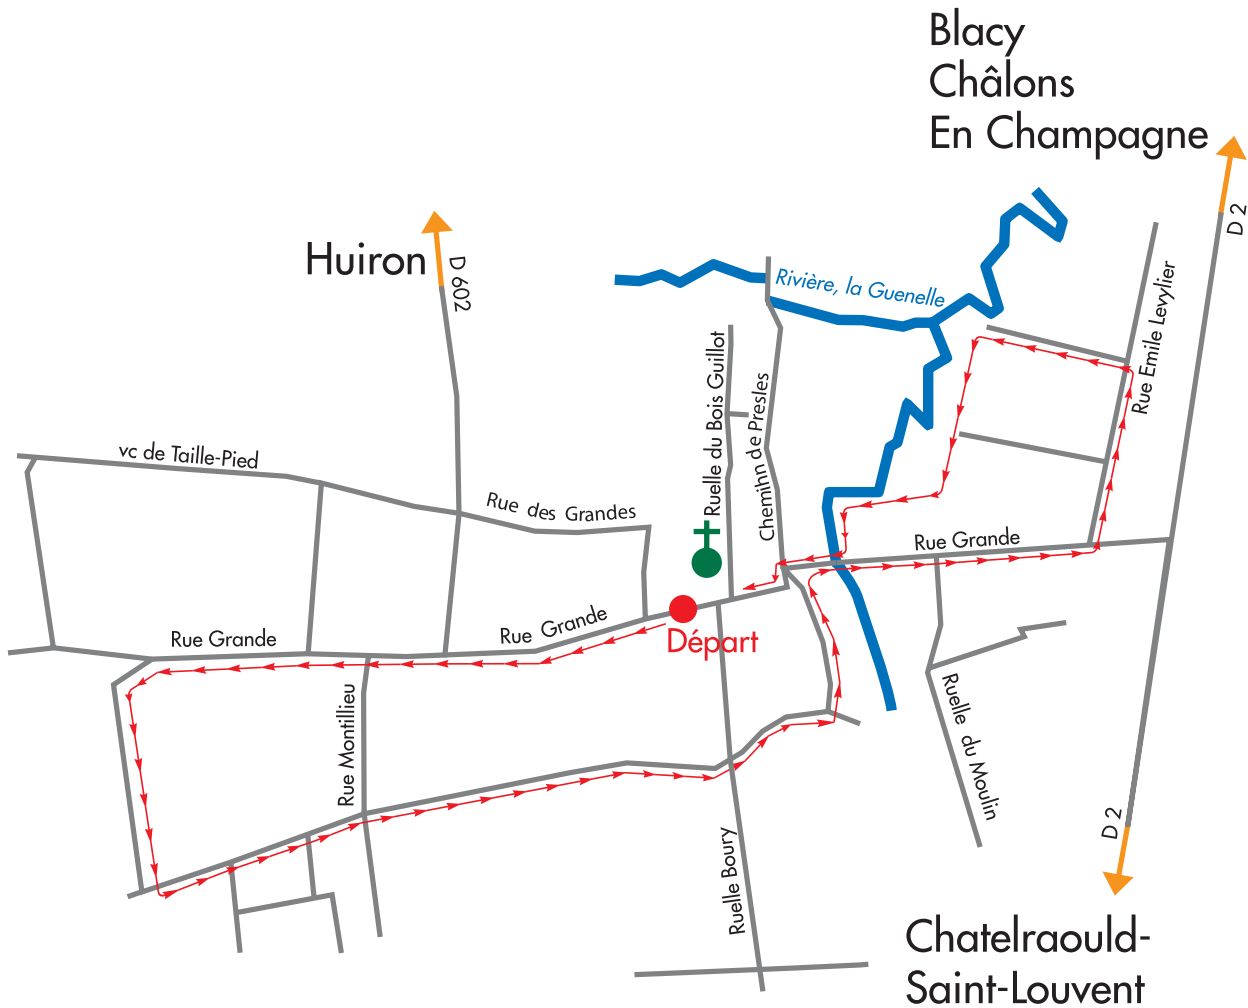 Blacy
Châlons
En Champagne
D 2
Huiron
D 602
Rivière, la Guenelle
Rue Emile Levylier
Ruelle du Bois Guillot
Chemihn de Presles
vc de Taille-Pied
Rue des Grandes
Rue Grande
Rue Grande
Rue Grande
Départ
Rue Montillieu
Ruelle du Moulin
D 2
Ruelle Boury
Chatelraould-
Saint-Louvent